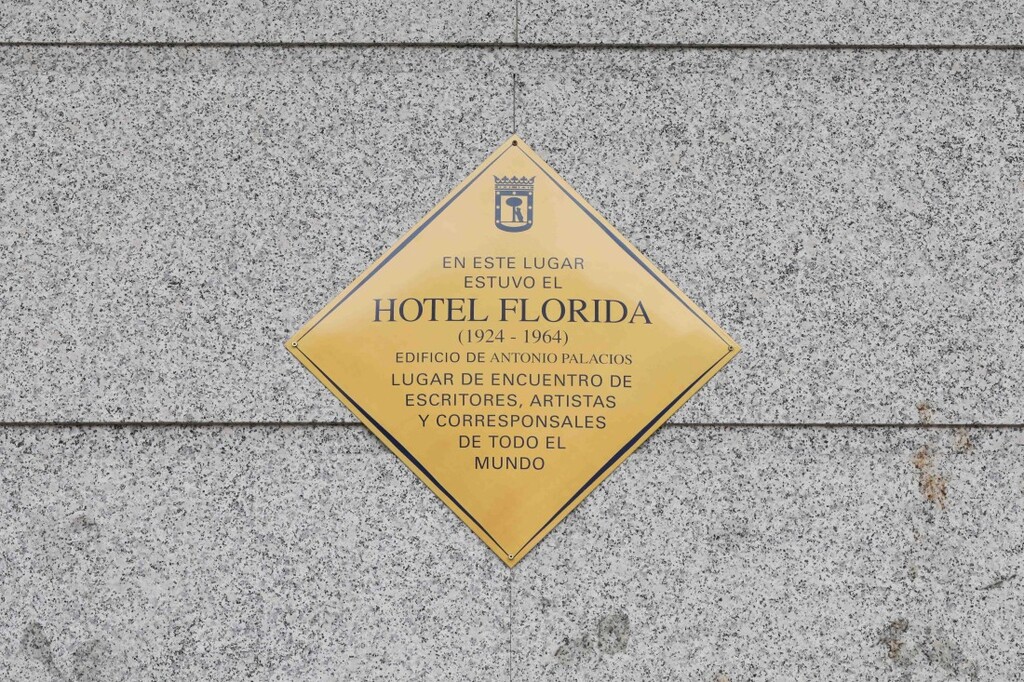 EN ESTE LUGAR
ESTUVO EL
HOTEL FLORIDA
(1924 - 1964)
EDIFICIO DE ANTONIO PALACIOS
LUGAR DE ENCUENTRO DE
ESCRITORES, ARTISTAS
Y CORRESPONSALES
DE TODO EL
MUNDO